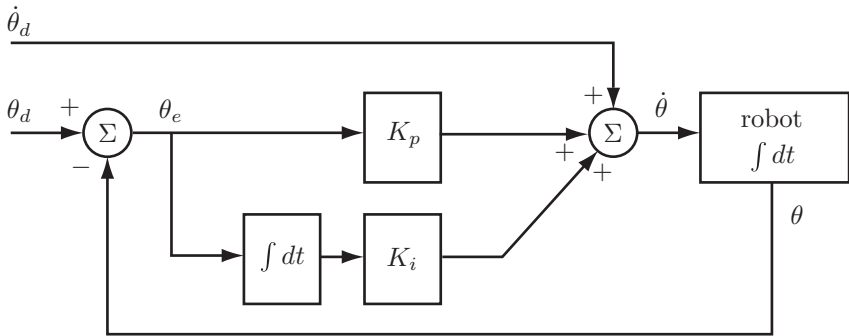 θ̇_d
θ_d
+
−
Σ
θ_e
K_p
∫ dt
K_i
+
+
+
Σ
θ̇
robot
∫ dt
θ